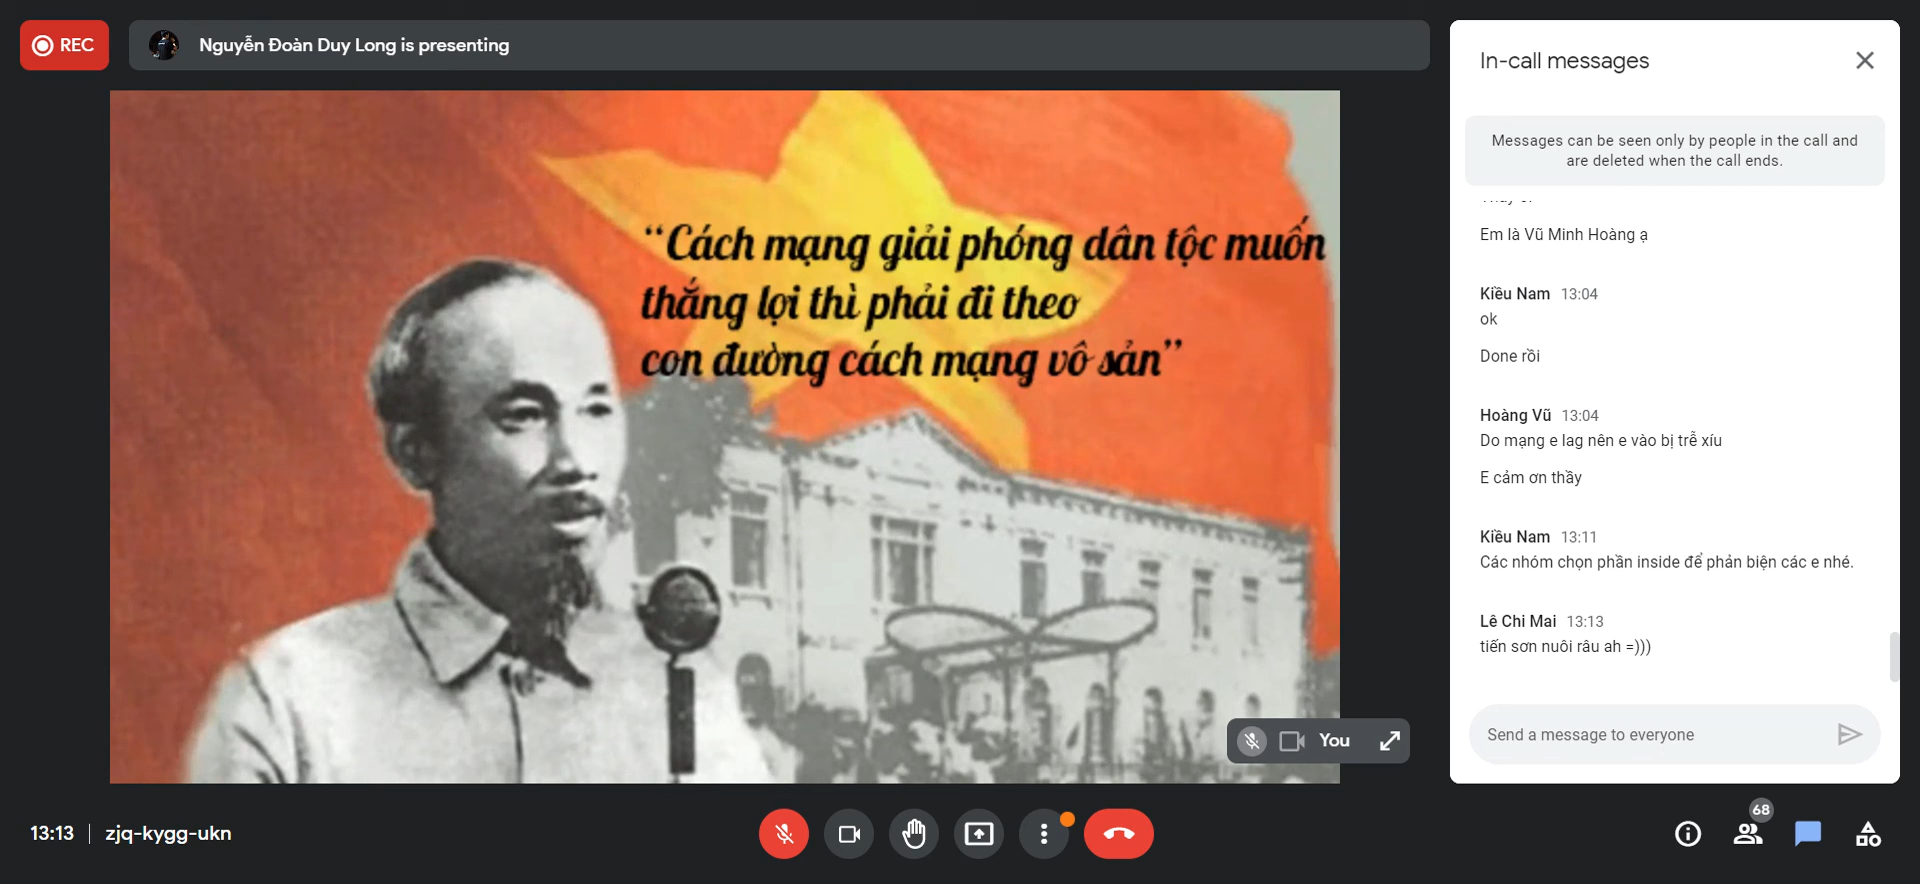 REC
Nguyễn Đoàn Duy Long is presenting
“Cách mạng giải phóng dân tộc muốn
thắng lợi thì phải đi theo
con đường cách mạng vô sản”
You
13:13
zjq-kygg-ukn
In-call messages
Messages can be seen only by people in the call and
are deleted when the call ends.
Em là Vũ Minh Hoàng ạ
Kiều Nam 13:04
ok
Done rồi
Hoàng Vũ 13:04
Do mạng e lag nên e vào bị trễ xíu
E cảm ơn thầy
Kiều Nam 13:11
Các nhóm chọn phần inside để phản biện các e nhé.
Lê Chi Mai 13:13
tiến sơn nuôi râu ah =)))
Send a message to everyone
68